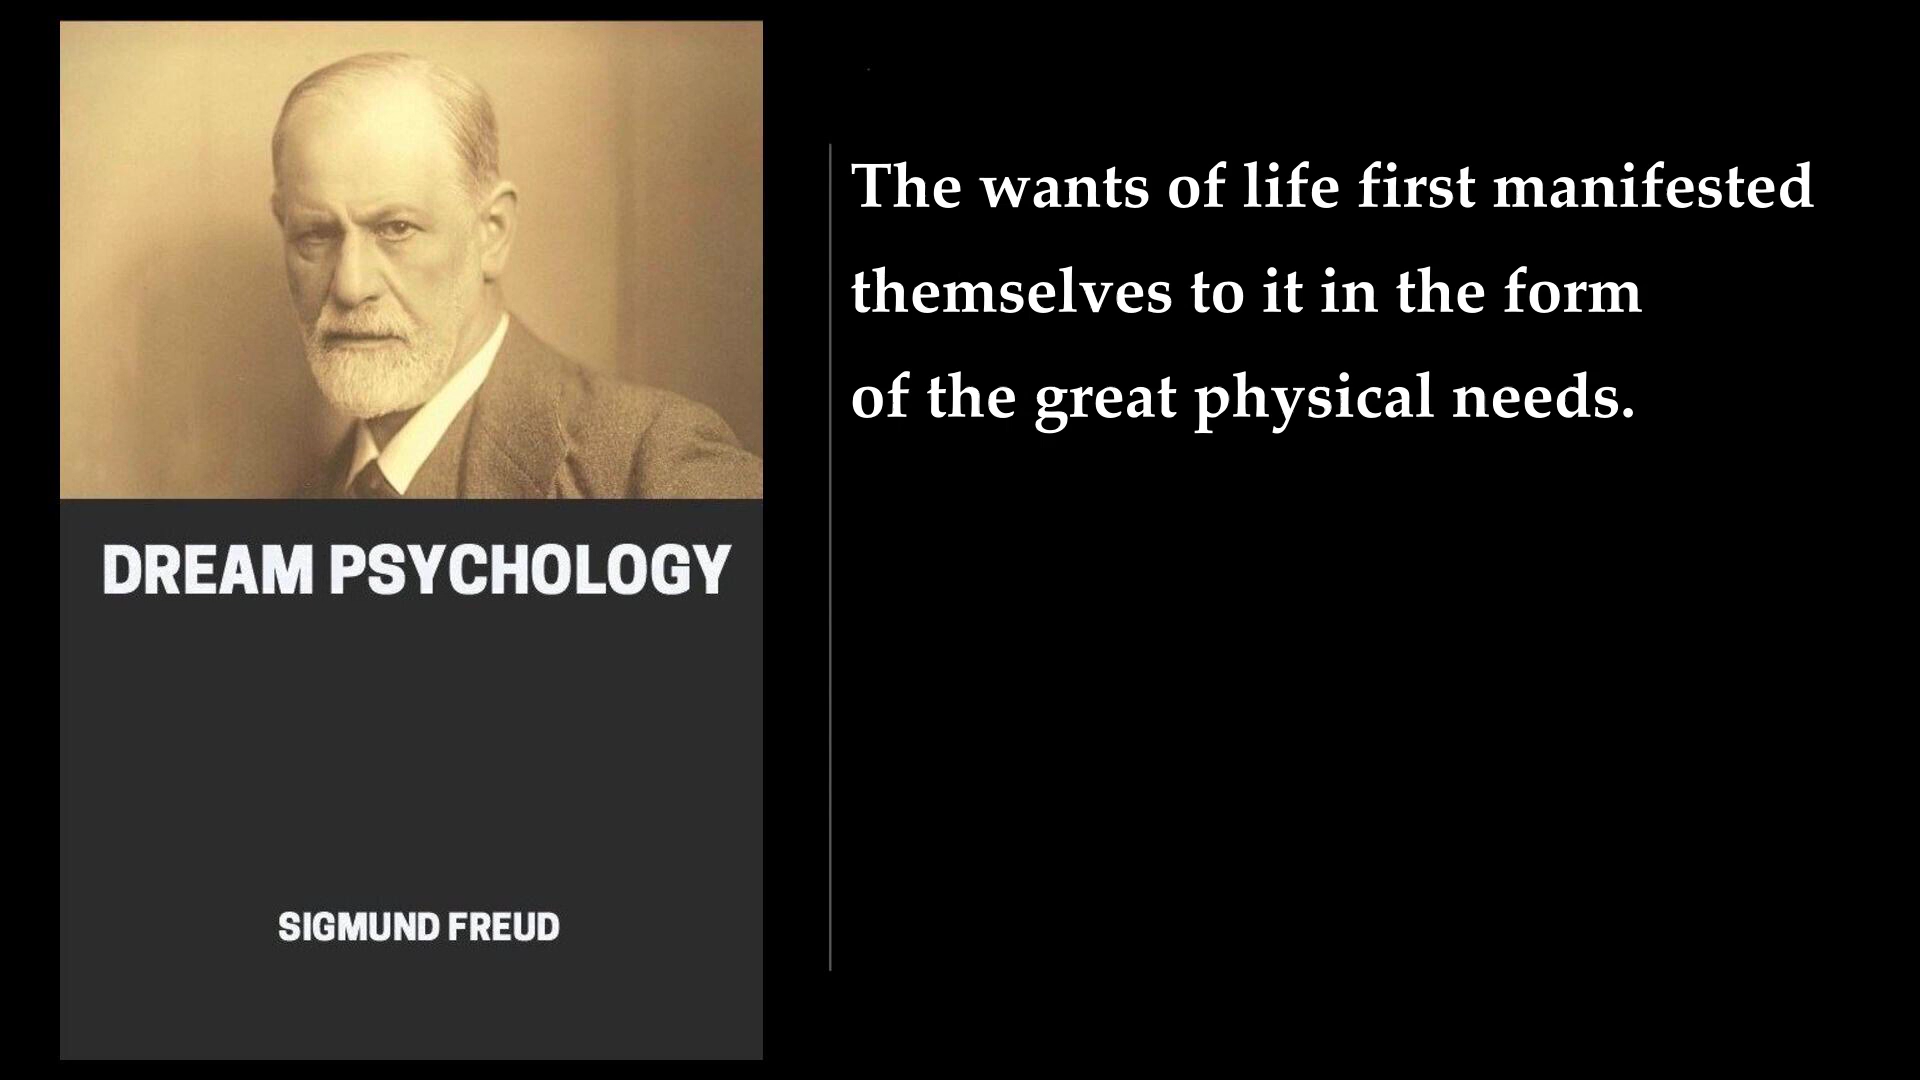 DREAM PSYCHOLOGY
SIGMUND FREUD
The wants of life first manifested
themselves to it in the form
of the great physical needs.